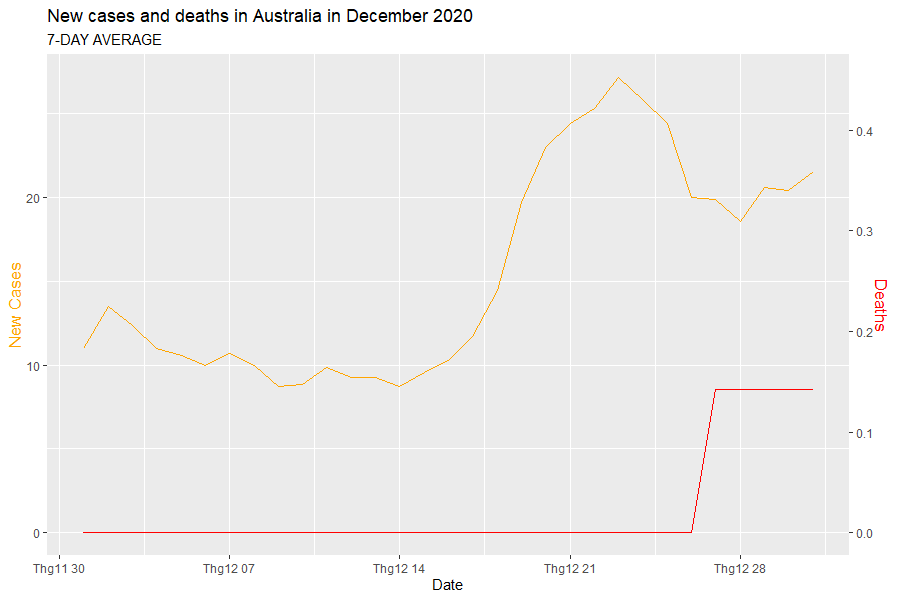 New cases and deaths in Australia in December 2020
7-DAY AVERAGE
New Cases
20
10
0
0.4
0.3
0.2
0.1
0.0
Deaths
Thg11 30
Thg12 07
Thg12 14
Thg12 21
Thg12 28
Date